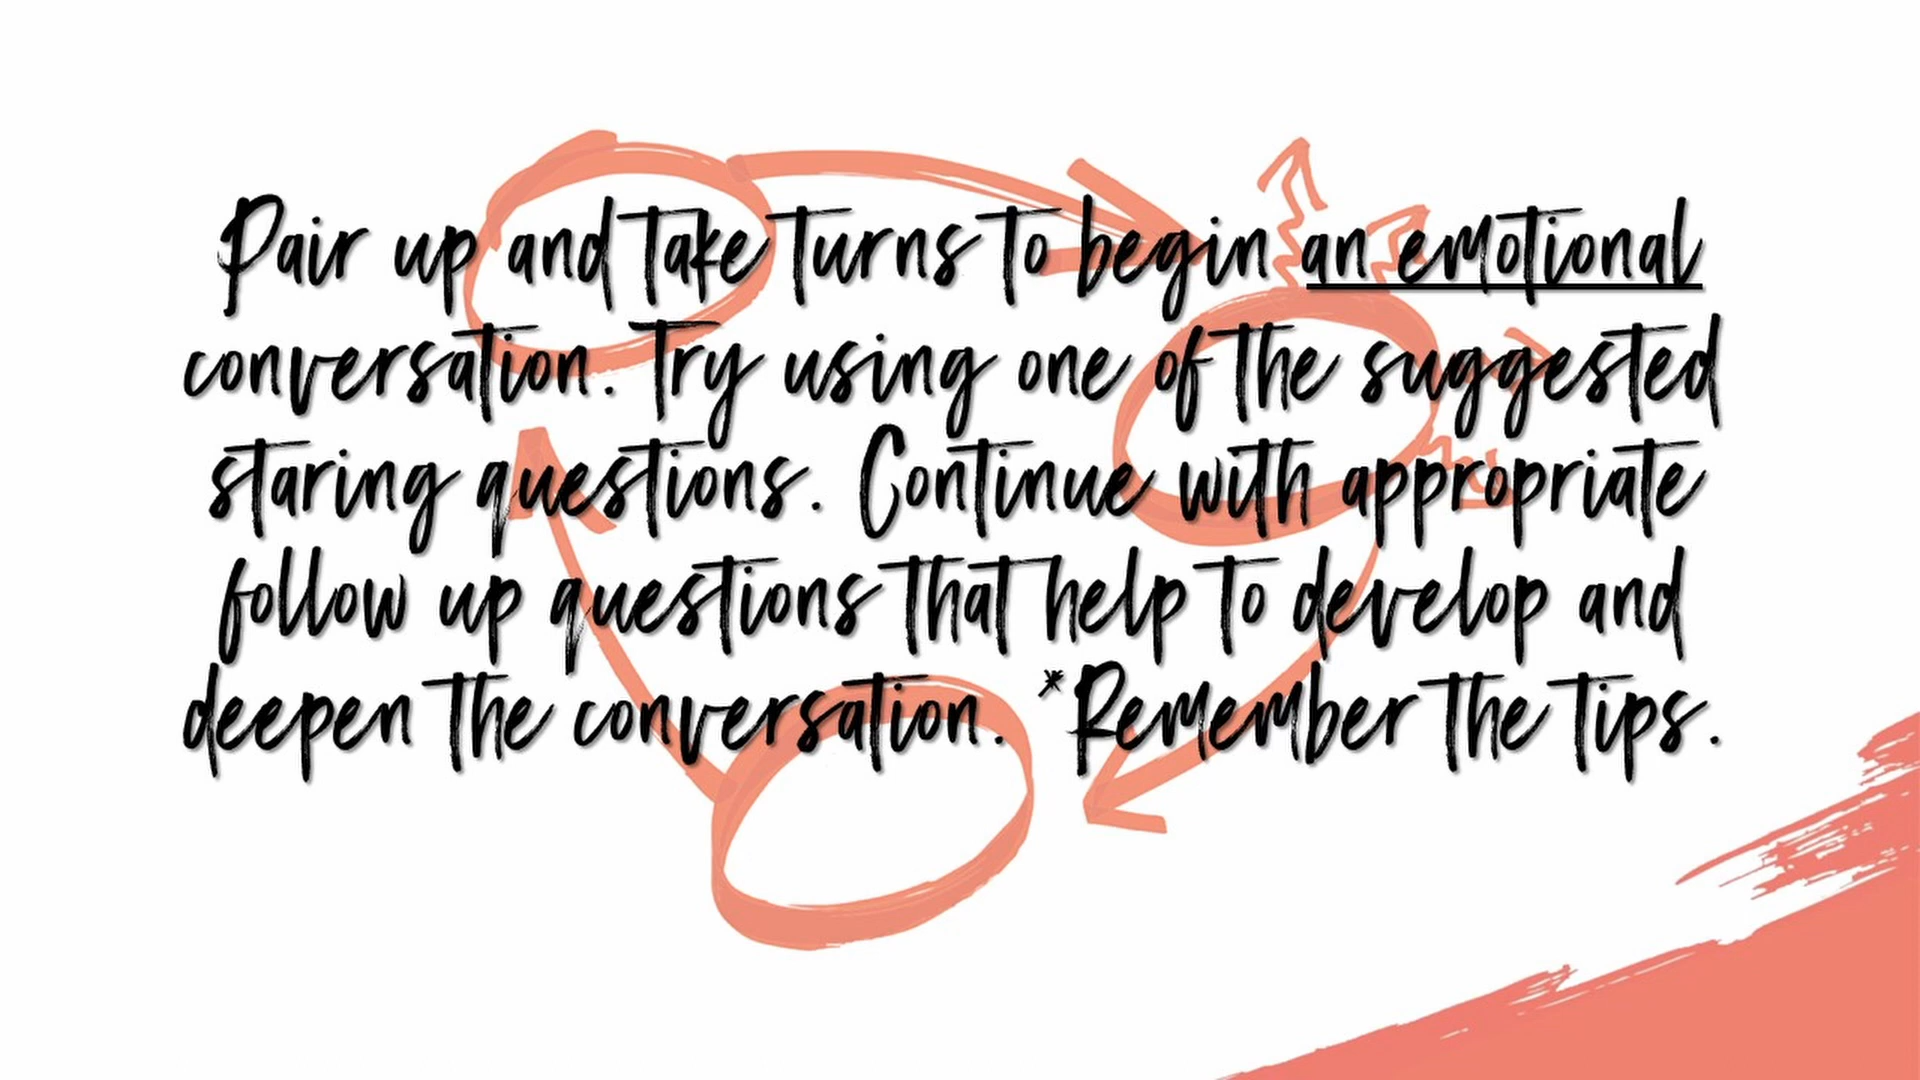 Pair up and take turns to begin an emotional
conversation. Try using one of the suggested
staring questions. Continue with appropriate
follow up questions that help to develop and
deepen the conversation. *Remember the tips.